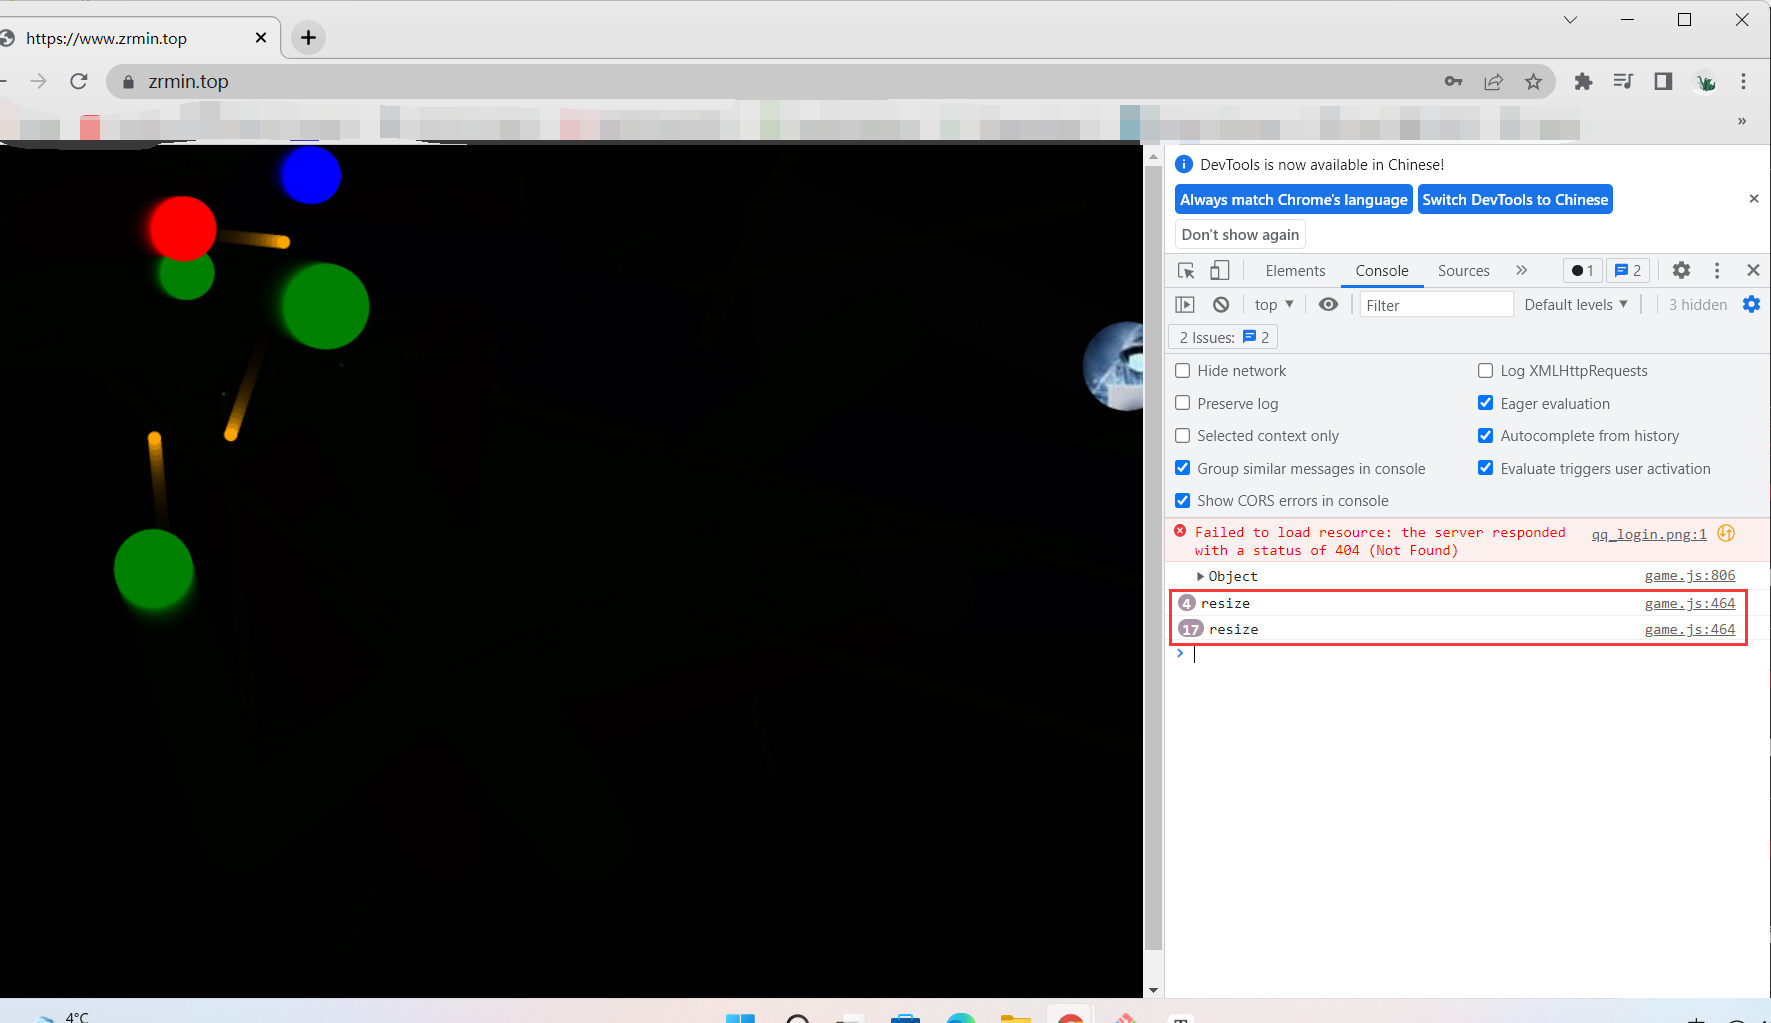 https://www.zrmin.top
zrmin.top
»
DevTools is now available in Chinese!
Always match Chrome's language
Switch DevTools to Chinese
Don't show again
Elements
Console
Sources
»
1
2
top
Filter
Default levels
3 hidden
2 Issues:
2
Hide network
Log XMLHttpRequests
Preserve log
Eager evaluation
Selected context only
Autocomplete from history
Group similar messages in console
Evaluate triggers user activation
Show CORS errors in console
Failed to load resource: the server responded
with a status of 404 (Not Found)
qq_login.png:1
Object
game.js:806
4 resize
game.js:464
17 resize
game.js:464
4°C